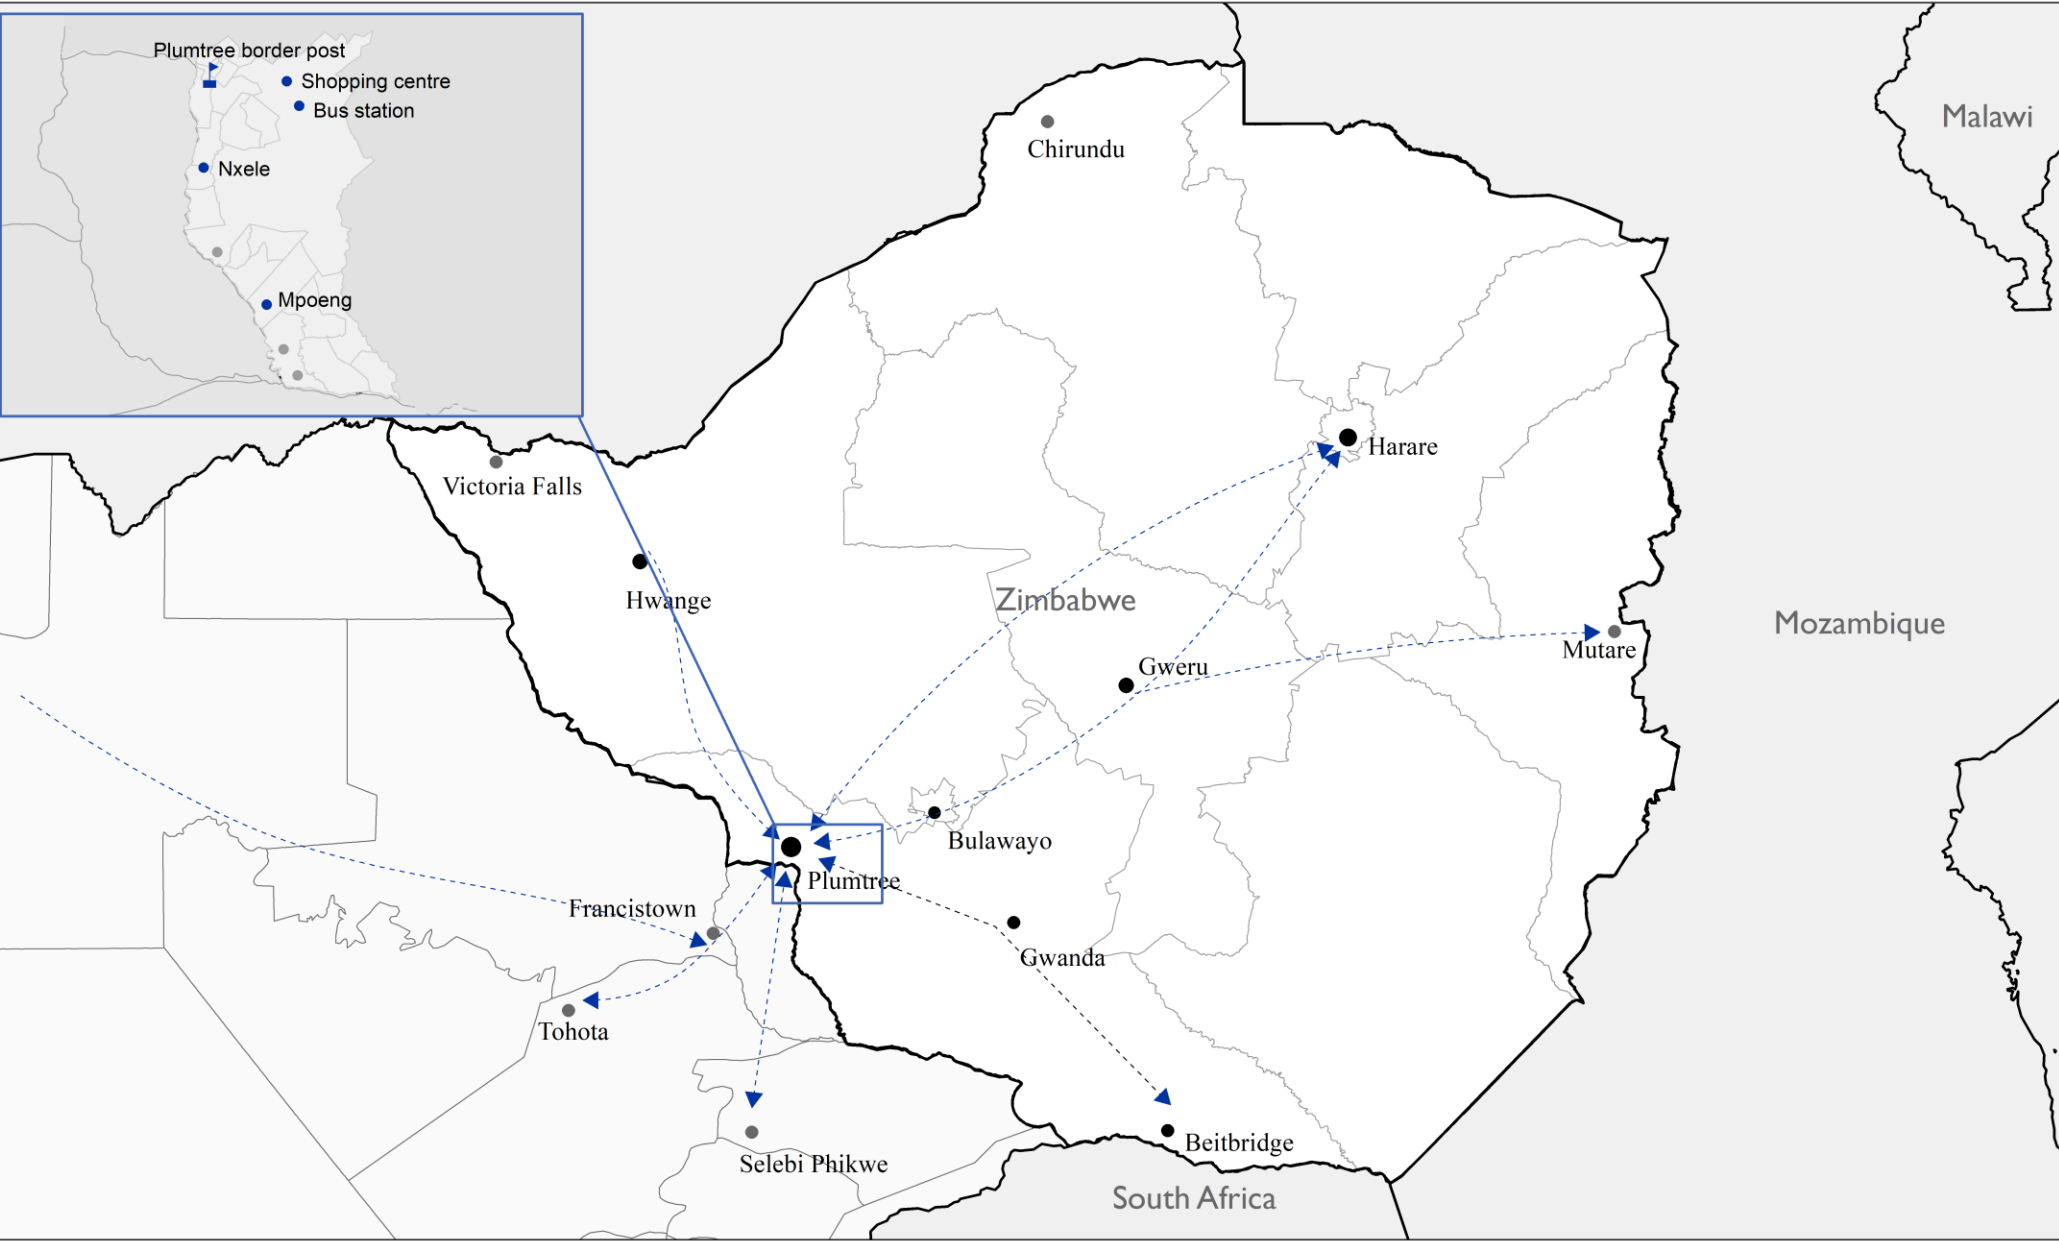 Plumtree border post
Shopping centre
Bus station
Nxele
Mpoeng
Chirundu
Malawi
Victoria Falls
Harare
Hwange
Zimbabwe
Mozambique
Mutare
Gweru
Bulawayo
Plumtree
Francistown
Gwanda
Tohota
Beitbridge
Selebi Phikwe
South Africa